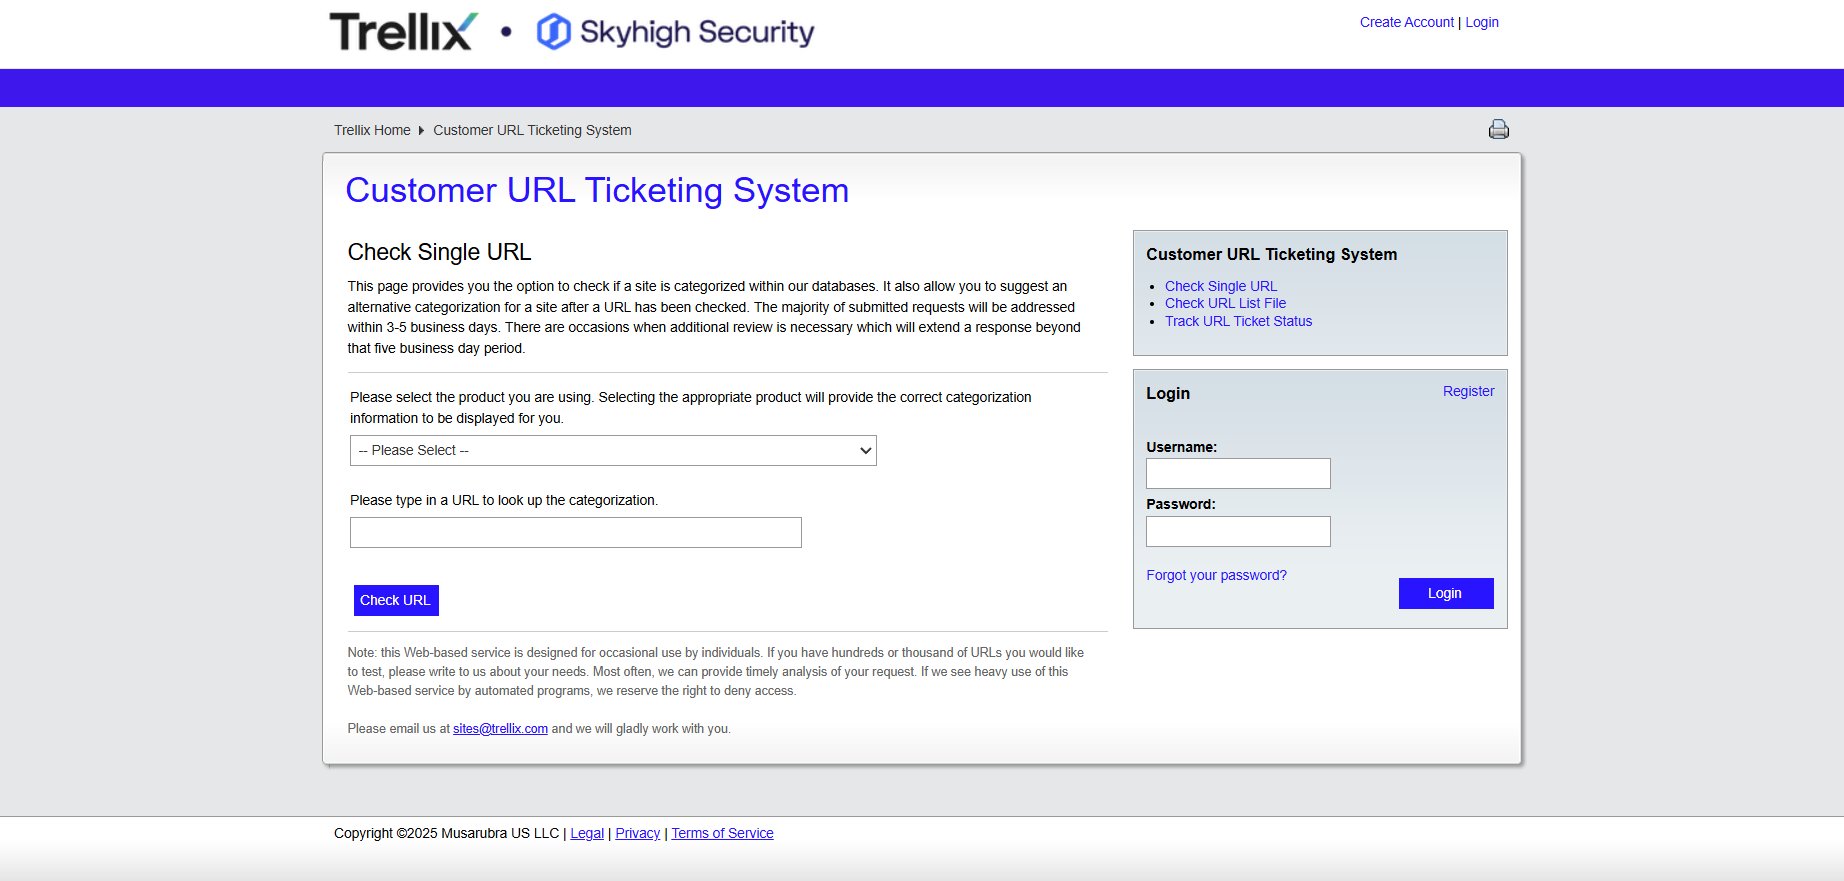 Trellix • Skyhigh Security
Create Account | Login
Trellix Home Customer URL Ticketing System
Customer URL Ticketing System
Check Single URL
This page provides you the option to check if a site is categorized within our databases. It also allow you to suggest an
alternative categorization for a site after a URL has been checked. The majority of submitted requests will be addressed
within 3-5 business days. There are occasions when additional review is necessary which will extend a response beyond
that five business day period.
Please select the product you are using. Selecting the appropriate product will provide the correct categorization
information to be displayed for you.
-- Please Select --
Please type in a URL to look up the categorization.
Check URL
Note: this Web-based service is designed for occasional use by individuals. If you have hundreds or thousand of URLs you would like
to test, please write to us about your needs. Most often, we can provide timely analysis of your request. If we see heavy use of this
Web-based service by automated programs, we reserve the right to deny access.
Please email us at sites@trellix.com and we will gladly work with you.
Customer URL Ticketing System
• Check Single URL
• Check URL List File
• Track URL Ticket Status
Login Register
Username:
Password:
Forgot your password?
Login
Copyright ©2025 Musarubra US LLC | Legal | Privacy | Terms of Service